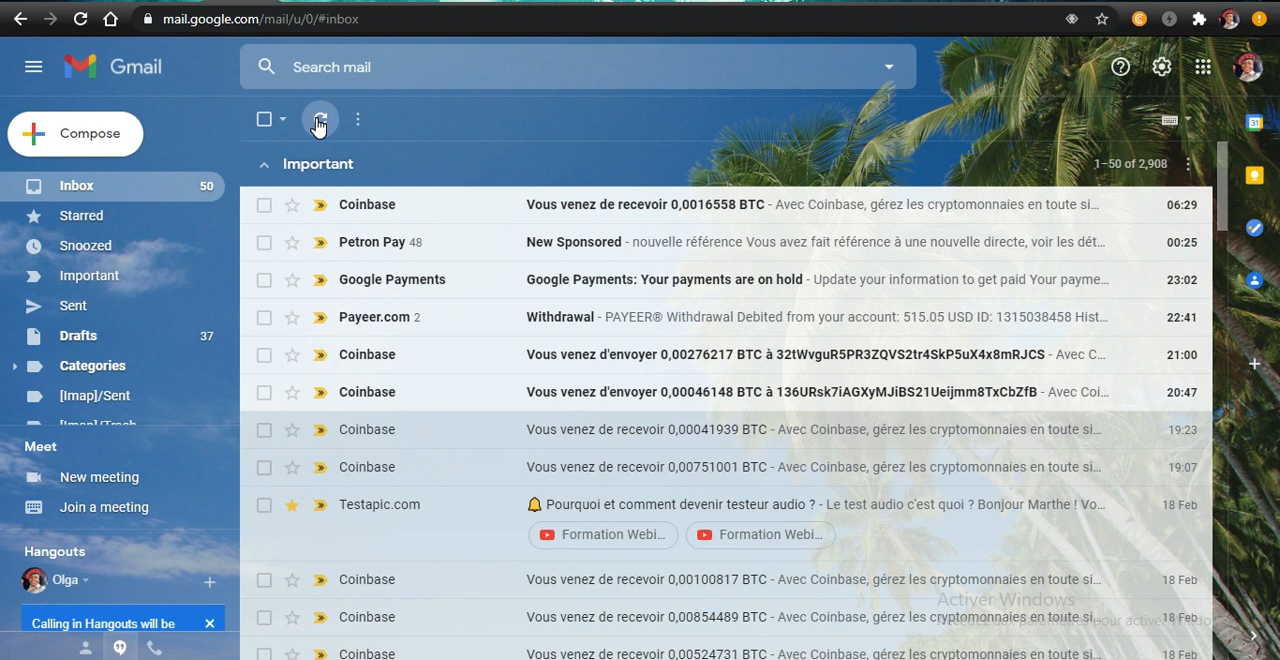 mail.google.com/mail/u/0/#inbox
Gmail
Search mail
Compose
Important
1–50 of 2,908
Inbox 50
Starred
Snoozed
Important
Sent
Drafts 37
Categories
[Imap]/Sent
[Imap]/Trash
Meet
New meeting
Join a meeting
Hangouts
Olga
Calling in Hangouts will be
Coinbase Vous venez de recevoir 0,0016558 BTC - Avec Coinbase, gérez les cryptomonnaies en toute si... 06:29
Petron Pay 48 New Sponsored - nouvelle référence Vous avez fait référence à une nouvelle directe, voir les dét... 00:25
Google Payments Google Payments: Your payments are on hold - Update your information to get paid Your payme... 23:02
Payeer.com 2 Withdrawal - PAYEER® Withdrawal Debited from your account: 515.05 USD ID: 1315038458 Hist... 22:41
Coinbase Vous venez d'envoyer 0,00276217 BTC à 32tWvguR5PR3ZQVS2tr4SkP5uX4x8mRJCS - Avec C... 21:00
Coinbase Vous venez d'envoyer 0,00046148 BTC à 136URsk7iAGXyMJiBS21Ueijmm8TxCbZfB - Avec Coi... 20:47
Coinbase Vous venez de recevoir 0,00041939 BTC - Avec Coinbase, gérez les cryptomonnaies en toute si... 19:23
Coinbase Vous venez de recevoir 0,00751001 BTC - Avec Coinbase, gérez les cryptomonnaies en toute si... 19:07
Testapic.com Pourquoi et comment devenir testeur audio ? - Le test audio c'est quoi ? Bonjour Marthe ! Vo... 18 Feb
Formation Webi... Formation Webi...
Coinbase Vous venez de recevoir 0,00100817 BTC - Avec Coinbase, gérez les cryptomonnaies en toute si... 18 Feb
Activer Windows
Coinbase Vous venez de recevoir 0,00854489 BTC - Avec Coinbase, gérez les cryptomonnaies en toute si... 18 Feb
Coinbase Vous venez de recevoir 0,00524731 BTC - Avec Coinbase, gérez les cryptomonnaies en toute si... 18 Feb
31